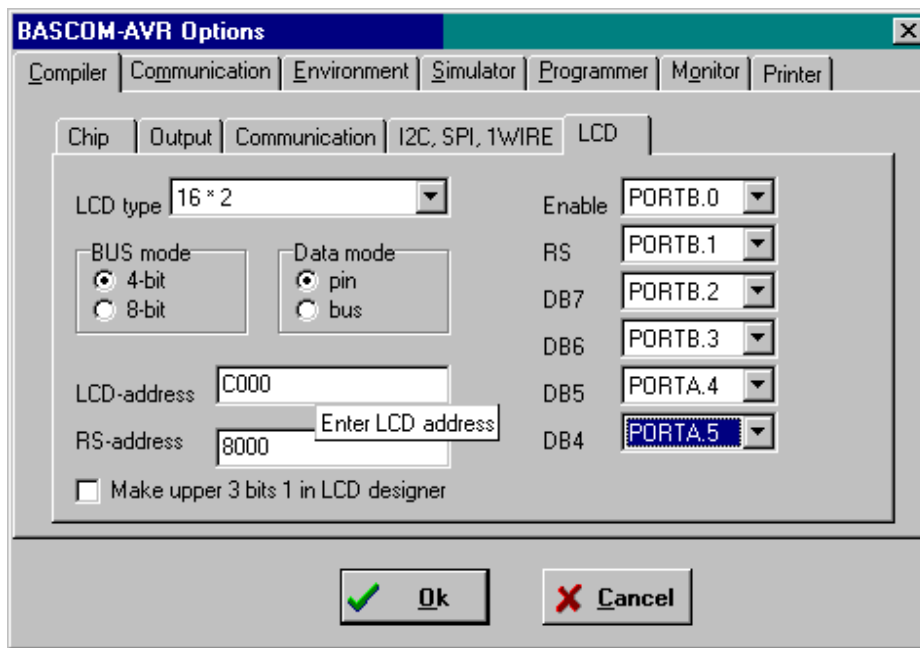 BASCOM-AVR Options
Compiler Communication Environment Simulator Programmer Monitor Printer
Chip Output Communication I2C, SPI, 1WIRE LCD
LCD type 16 * 2
BUS mode
4-bit
8-bit
Data mode
pin
bus
LCD-address C000
Enter LCD address
RS-address 8000
Make upper 3 bits 1 in LCD designer
Enable PORTB.0
RS PORTB.1
DB7 PORTB.2
DB6 PORTB.3
DB5 PORTA.4
DB4 PORTA.5
Ok Cancel